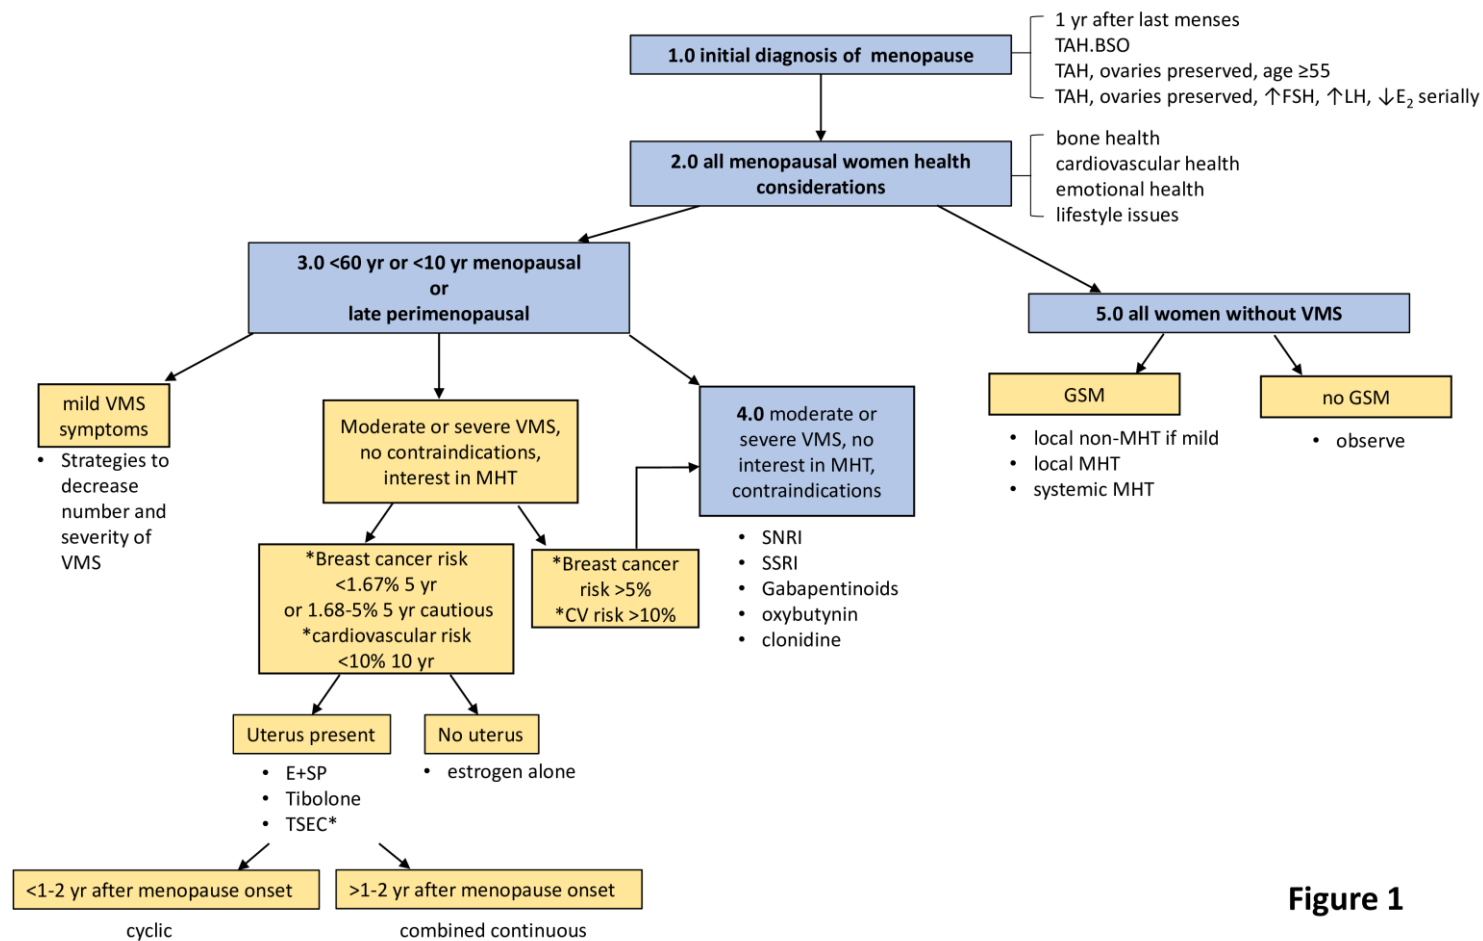 1.0 initial diagnosis of menopause
1 yr after last menses
TAH.BSO
TAH, ovaries preserved, age ≥55
TAH, ovaries preserved, ↑FSH, ↑LH, ↓E₂ serially
2.0 all menopausal women health
considerations
bone health
cardiovascular health
emotional health
lifestyle issues
3.0 <60 yr or <10 yr menopausal
or
late perimenopausal
5.0 all women without VMS
mild VMS
symptoms
• Strategies to
decrease
number and
severity of
VMS
Moderate or severe VMS,
no contraindications,
interest in MHT
4.0 moderate or
severe VMS, no
interest in MHT,
contraindications
• SNRI
• SSRI
• Gabapentinoids
• oxybutynin
• clonidine
GSM
• local non-MHT if mild
• local MHT
• systemic MHT
no GSM
• observe
*Breast cancer risk
<1.67% 5 yr
or 1.68-5% 5 yr cautious
*cardiovascular risk
<10% 10 yr
*Breast cancer
risk >5%
*CV risk >10%
Uterus present
• E+SP
• Tibolone
• TSEC*
No uterus
• estrogen alone
<1-2 yr after menopause onset
cyclic
>1-2 yr after menopause onset
combined continuous
Figure 1